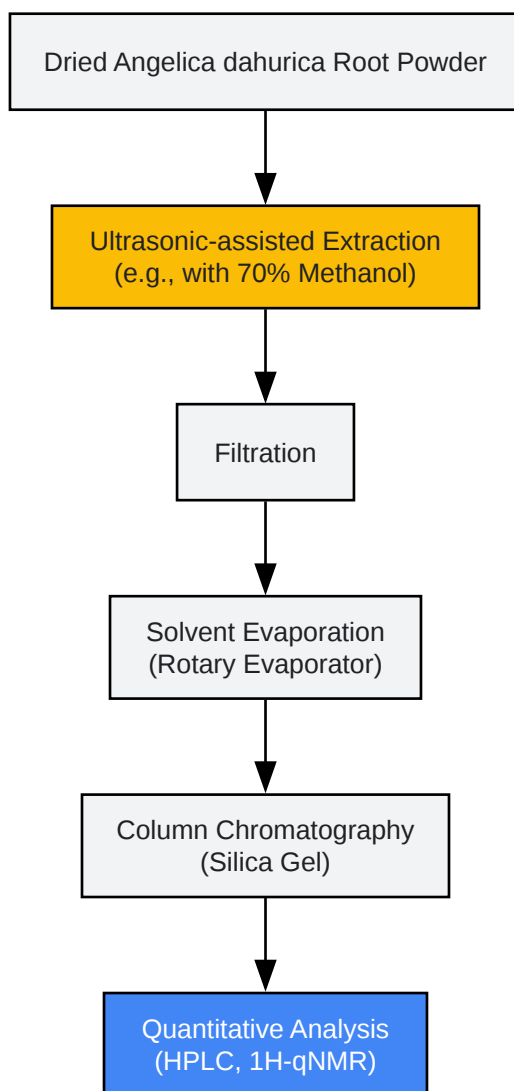 Dried Angelica dahurica Root Powder
Ultrasonic-assisted Extraction
(e.g., with 70% Methanol)
Filtration
Solvent Evaporation
(Rotary Evaporator)
Column Chromatography
(Silica Gel)
Quantitative Analysis
(HPLC, 1H-qNMR)